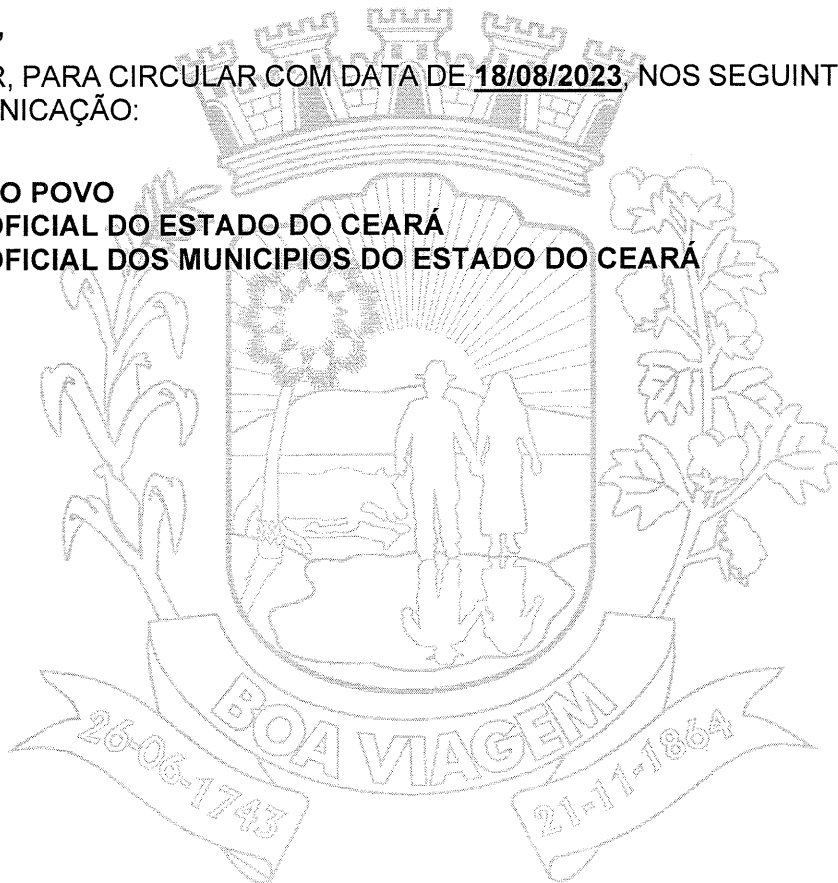 R, PARA CIRCULAR COM DATA DE 18/08/2023, NOS SEGUINT
NICAÇÃO:
O POVO
OFICIAL DO ESTADO DO CEARÁ
OFICIAL DOS MUNICIPIOS DO ESTADO DO CEARÁ
BOA VIAGEM
26-06-1743
21-11-1864